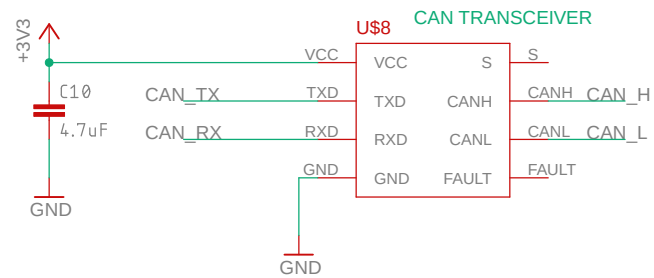 CAN TRANSCEIVER
U$8
+3V3
VCC VCC S S
C10
CAN_TX TXD TXD CANH CANH CAN_H
4.7uF
CAN_RX RXD RXD CANL CANL CAN_L
GND GND FAULT FAULT
GND
GND